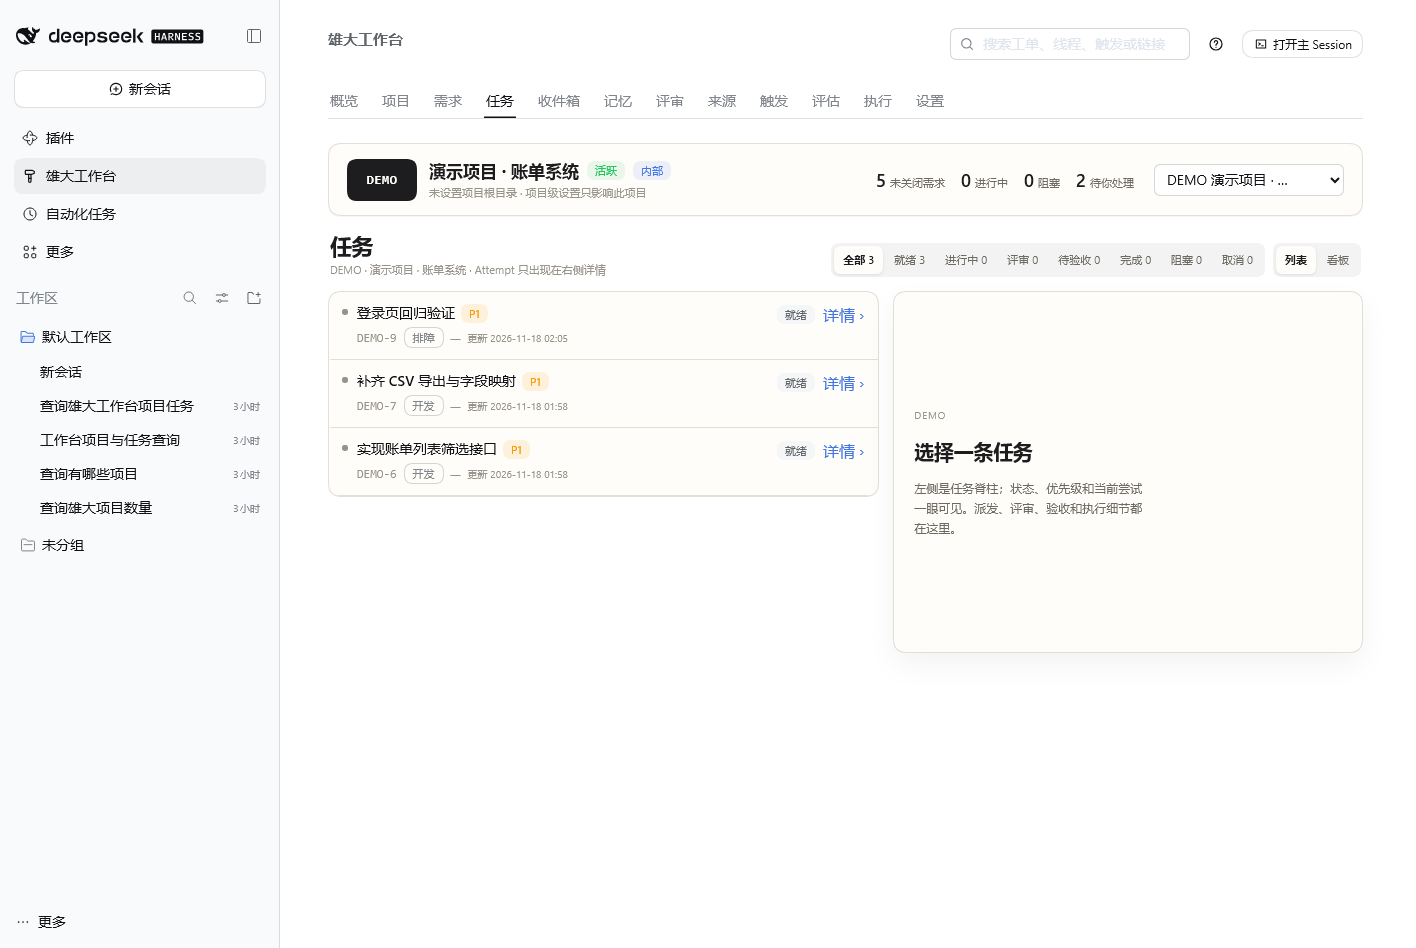 deepseek HARNESS
新会话
插件
雄大工作台
自动化任务
更多
工作区
默认工作区
新会话
查询雄大工作台项目任务 3 小时
工作台项目与任务查询 3 小时
查询有哪些项目 3 小时
查询雄大项目数量 3 小时
未分组
更多
雄大工作台
搜索工单、线程、触发或链接
打开主 Session
概览 项目 需求 任务 收件箱 记忆 评审 来源 触发 评估 执行 设置
DEMO
演示项目 · 账单系统 活跃 内部
未设置项目根目录 · 项目级设置只影响此项目
5 未关闭需求 0 进行中 0 阻塞 2 待你处理
DEMO 演示项目 · ...
任务
DEMO · 演示项目 · 账单系统 · Attempt 只出现在右侧详情
全部 3 就绪 3 进行中 0 评审 0 待验收 0 完成 0 阻塞 0 取消 0
列表 看板
登录页回归验证 P1 就绪 详情 ›
DEMO-9 排障 — 更新 2026-11-18 02:05
补齐 CSV 导出与字段映射 P1 就绪 详情 ›
DEMO-7 开发 — 更新 2026-11-18 01:58
实现账单列表筛选接口 P1 就绪 详情 ›
DEMO-6 开发 — 更新 2026-11-18 01:58
DEMO
选择一条任务
左侧是任务脊柱；状态、优先级和当前尝试
一眼可见。派发、评审、验收和执行细节都
在这里。